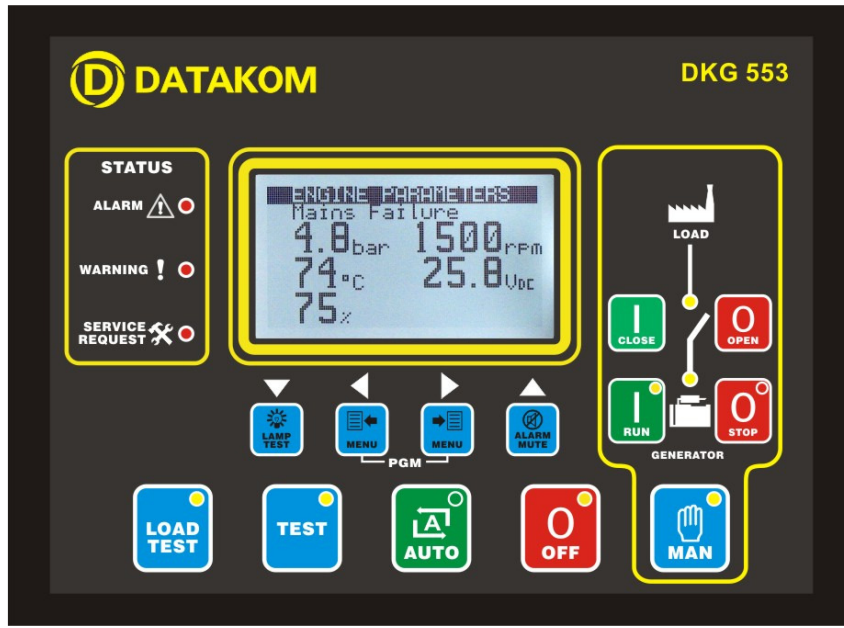 DATAKOM
DKG 553
STATUS
ALARM
WARNING !
SERVICE
REQUEST
ENGINE PARAMETERS
Mains Failure
4.8bar 1500rpm
74°C 25.8VDC
75%
LOAD
I
CLOSE
O
OPEN
I
RUN
O
STOP
GENERATOR
LAMP
TEST
MENU
MENU
ALARM
MUTE
PGM
LOAD
TEST
TEST
A
AUTO
O
OFF
MAN